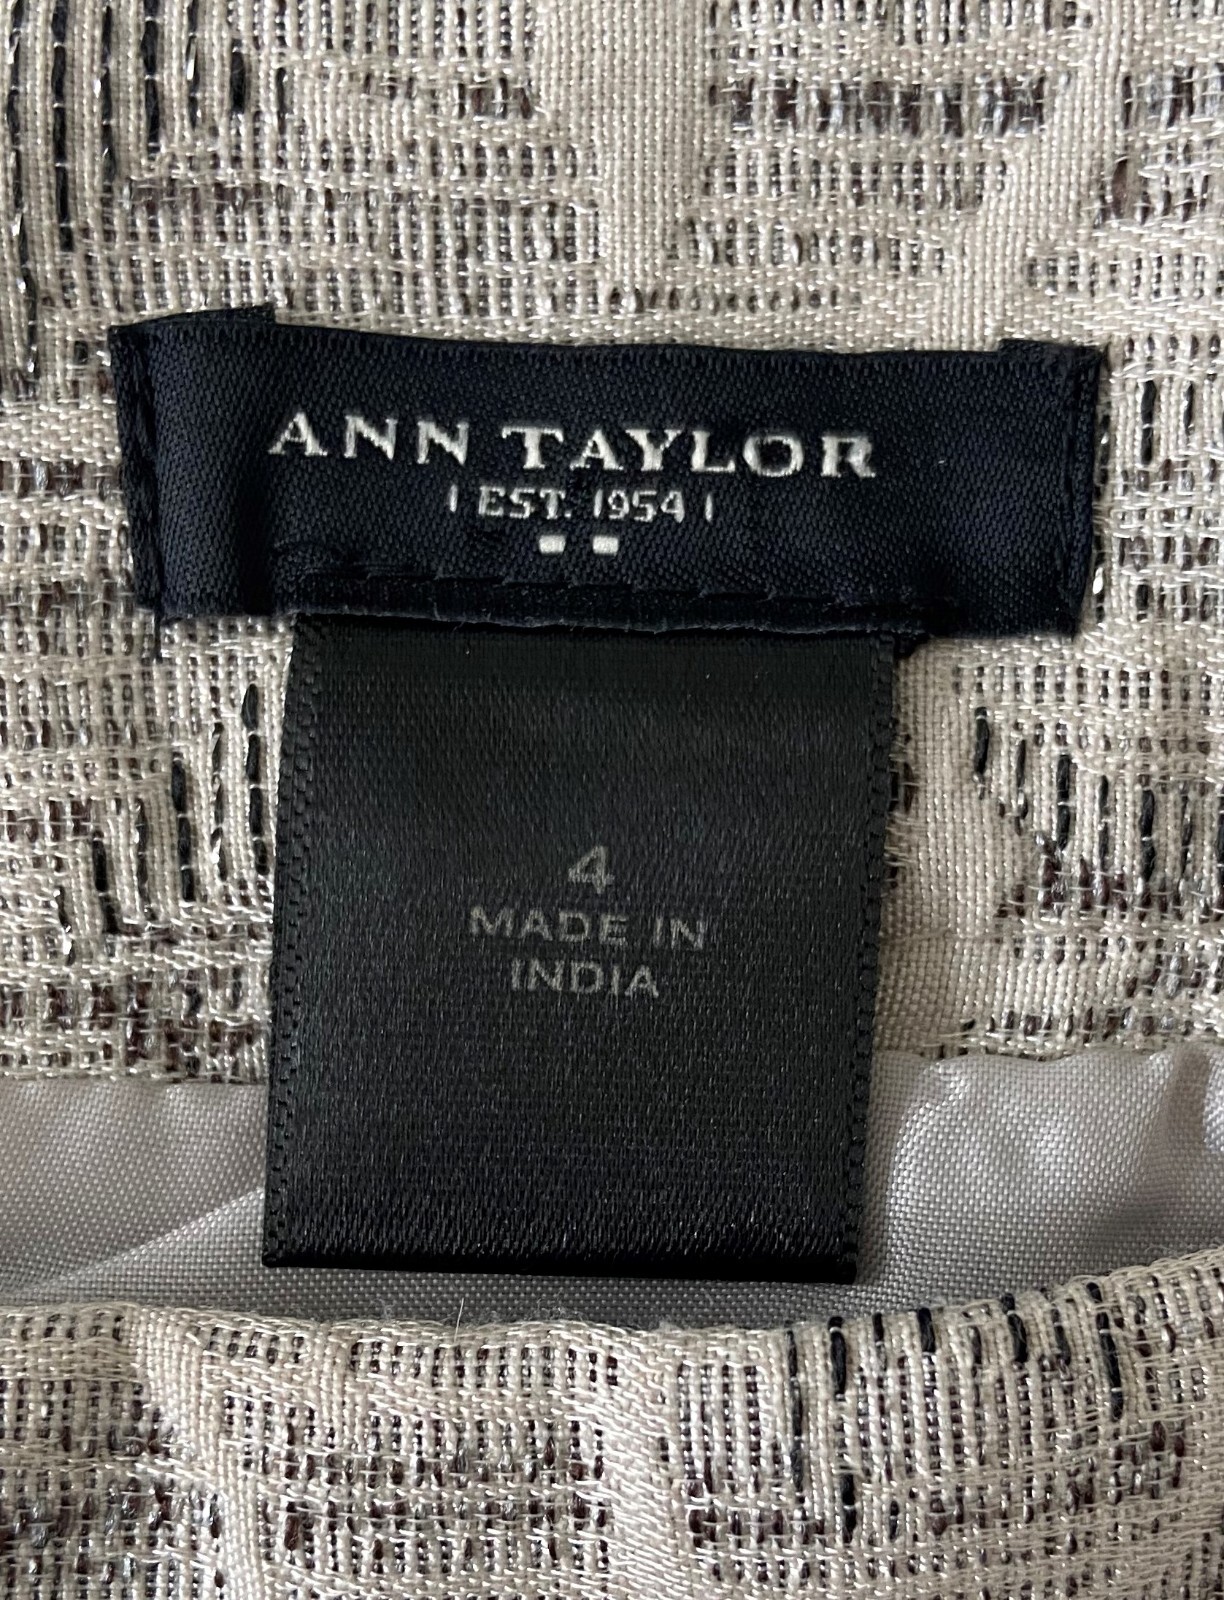 ANN TAYLOR
| EST. 1954 |
4
MADE IN
INDIA